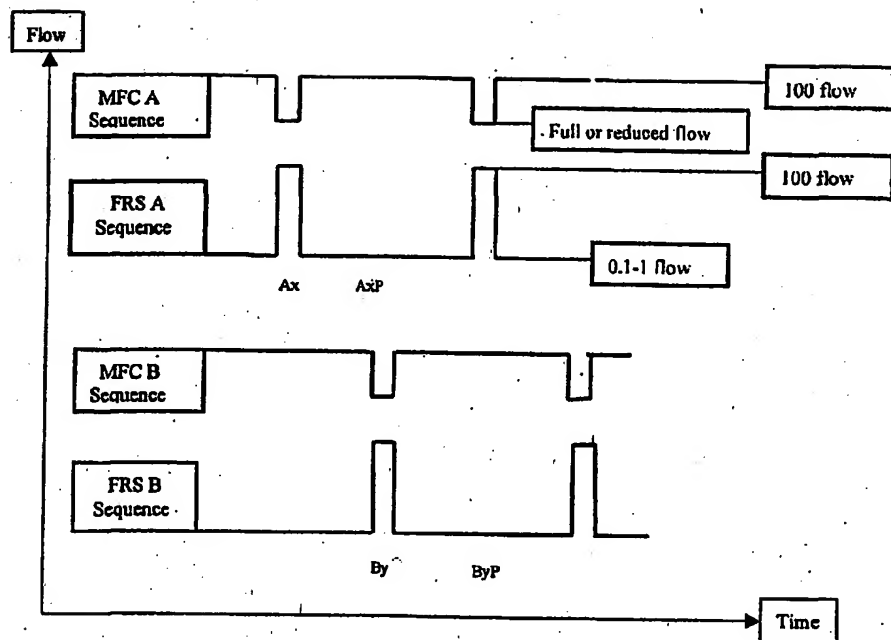 Flow
MFC A
Sequence
100 flow
Full or reduced flow
FRS A
Sequence
100 flow
0.1-1 flow
Ax
AxP
MFC B
Sequence
FRS B
Sequence
By
ByP
Time